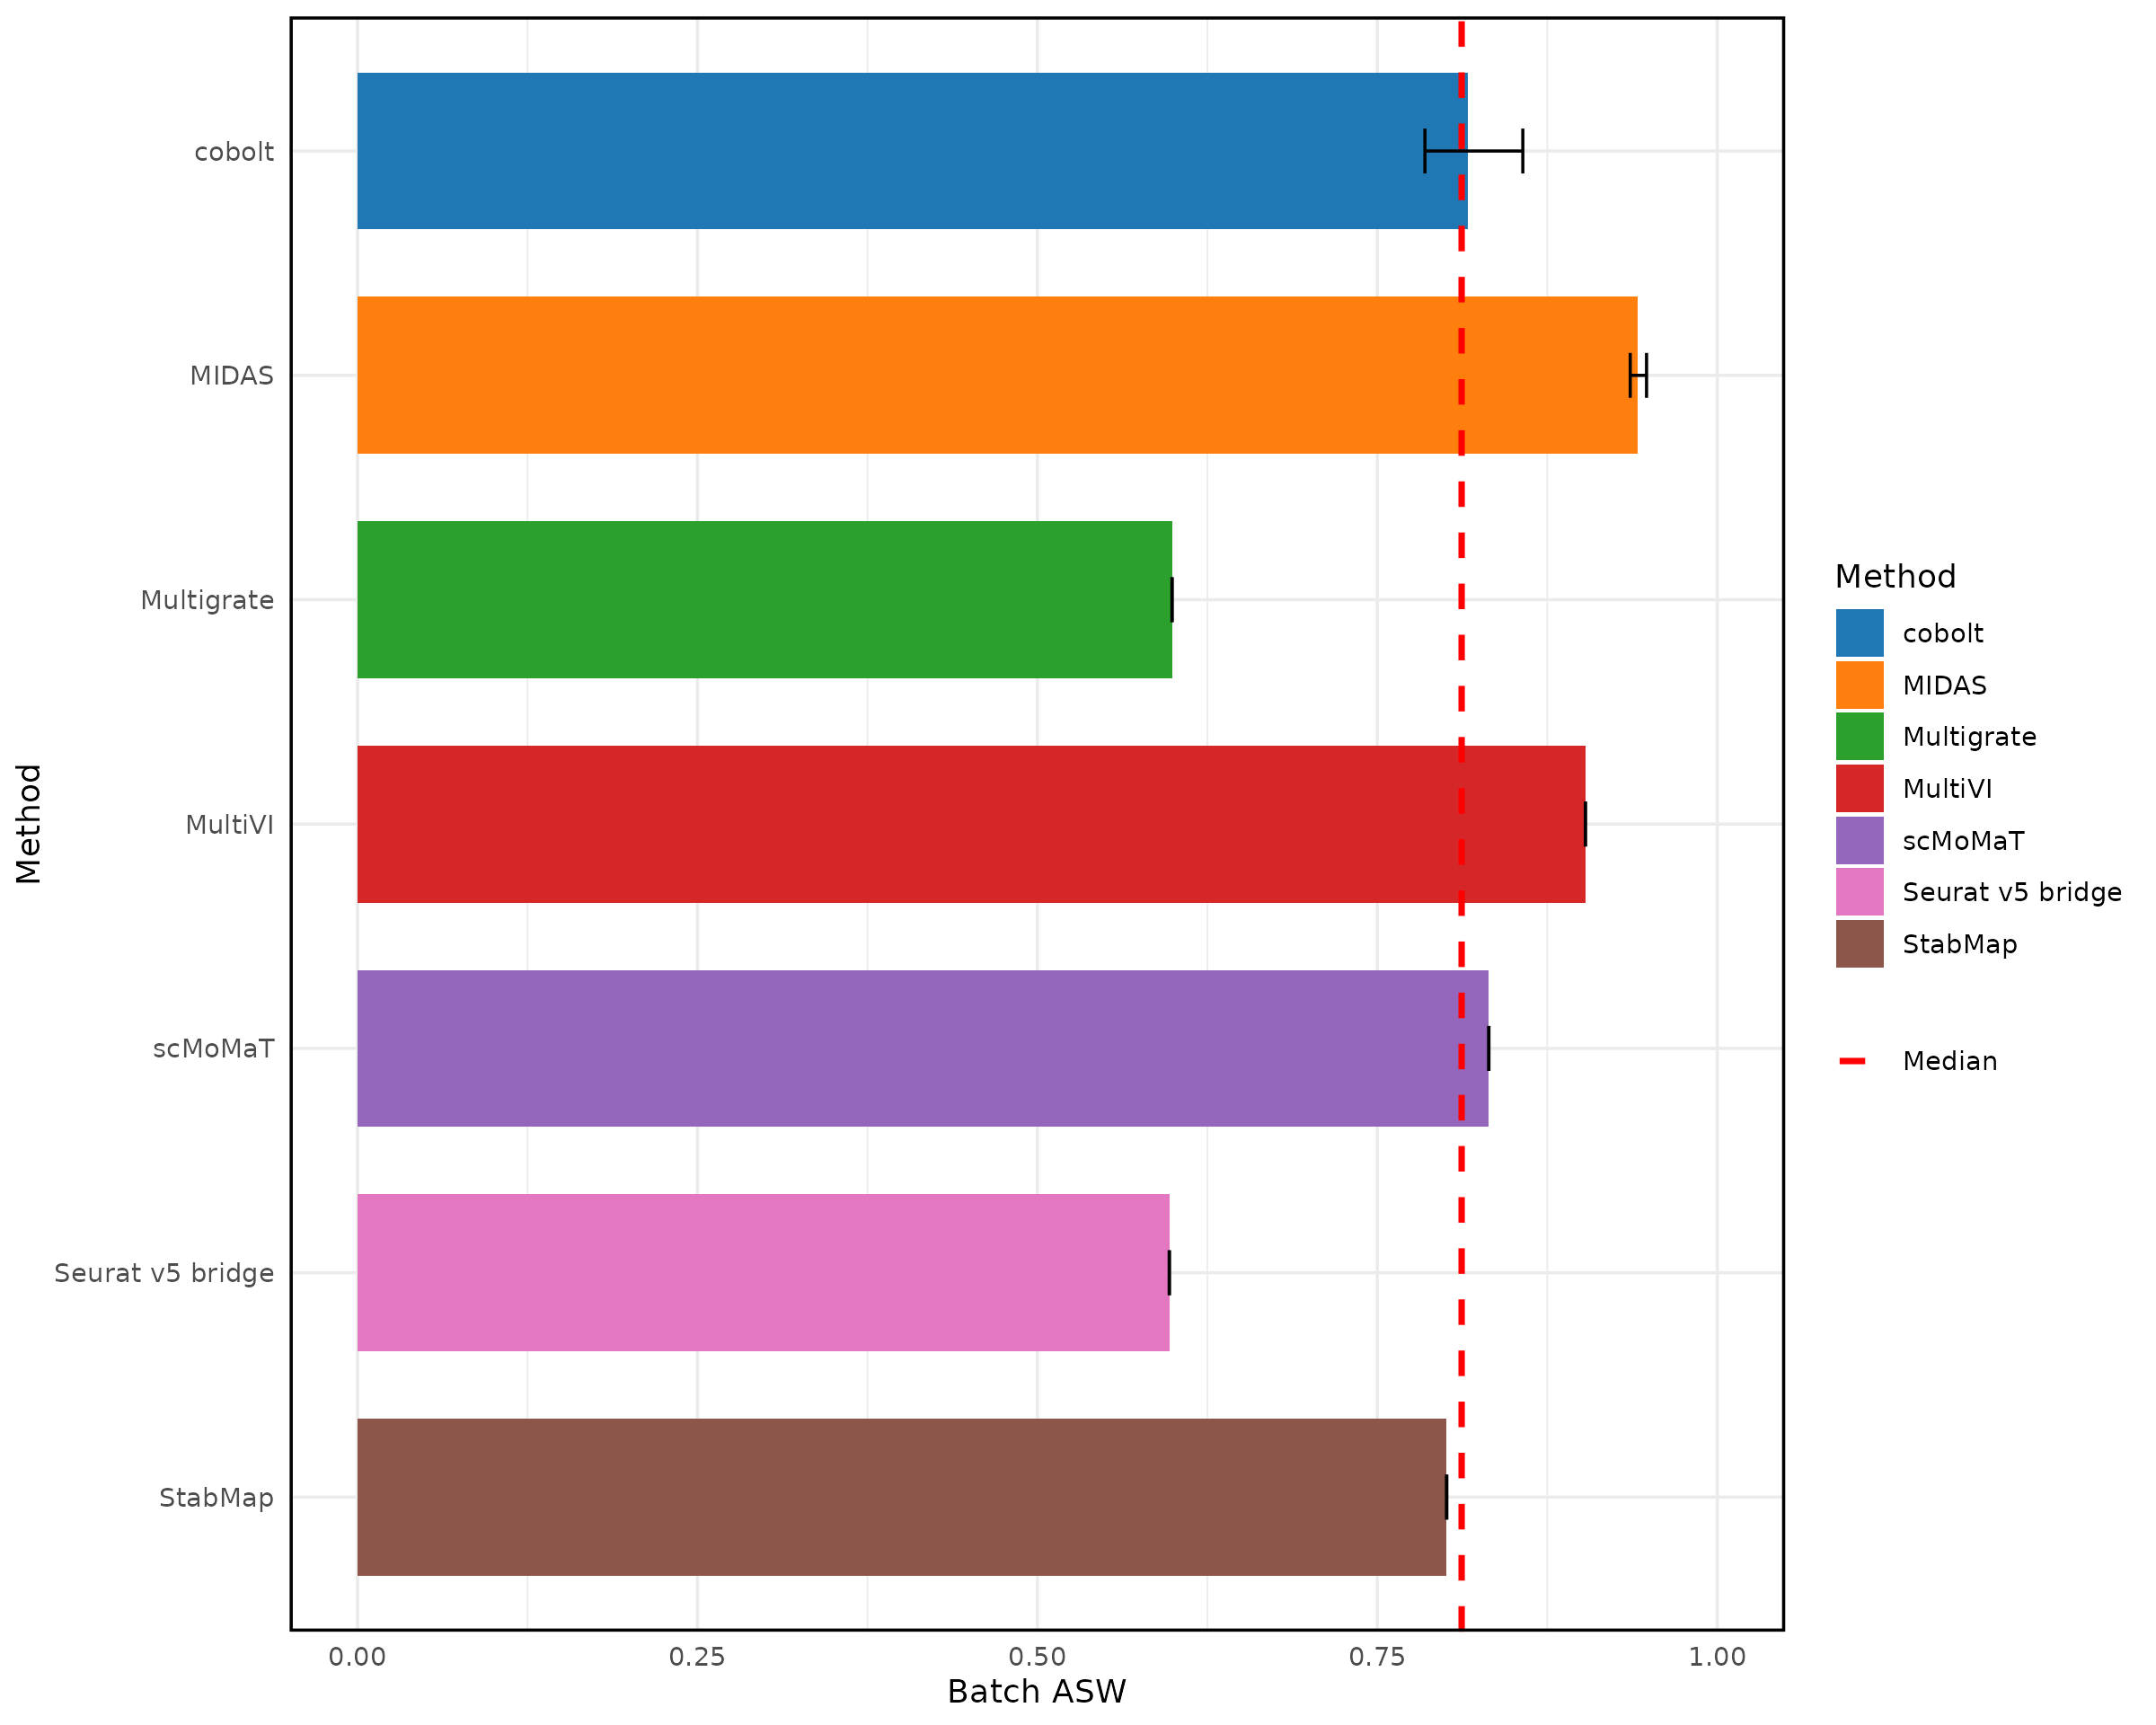 Method
cobolt
MIDAS
Multigrate
MultiVI
scMoMaT
Seurat v5 bridge
StabMap
0.00
0.25
0.50
0.75
1.00
Batch ASW
Method
cobolt
MIDAS
Multigrate
MultiVI
scMoMaT
Seurat v5 bridge
StabMap
Median